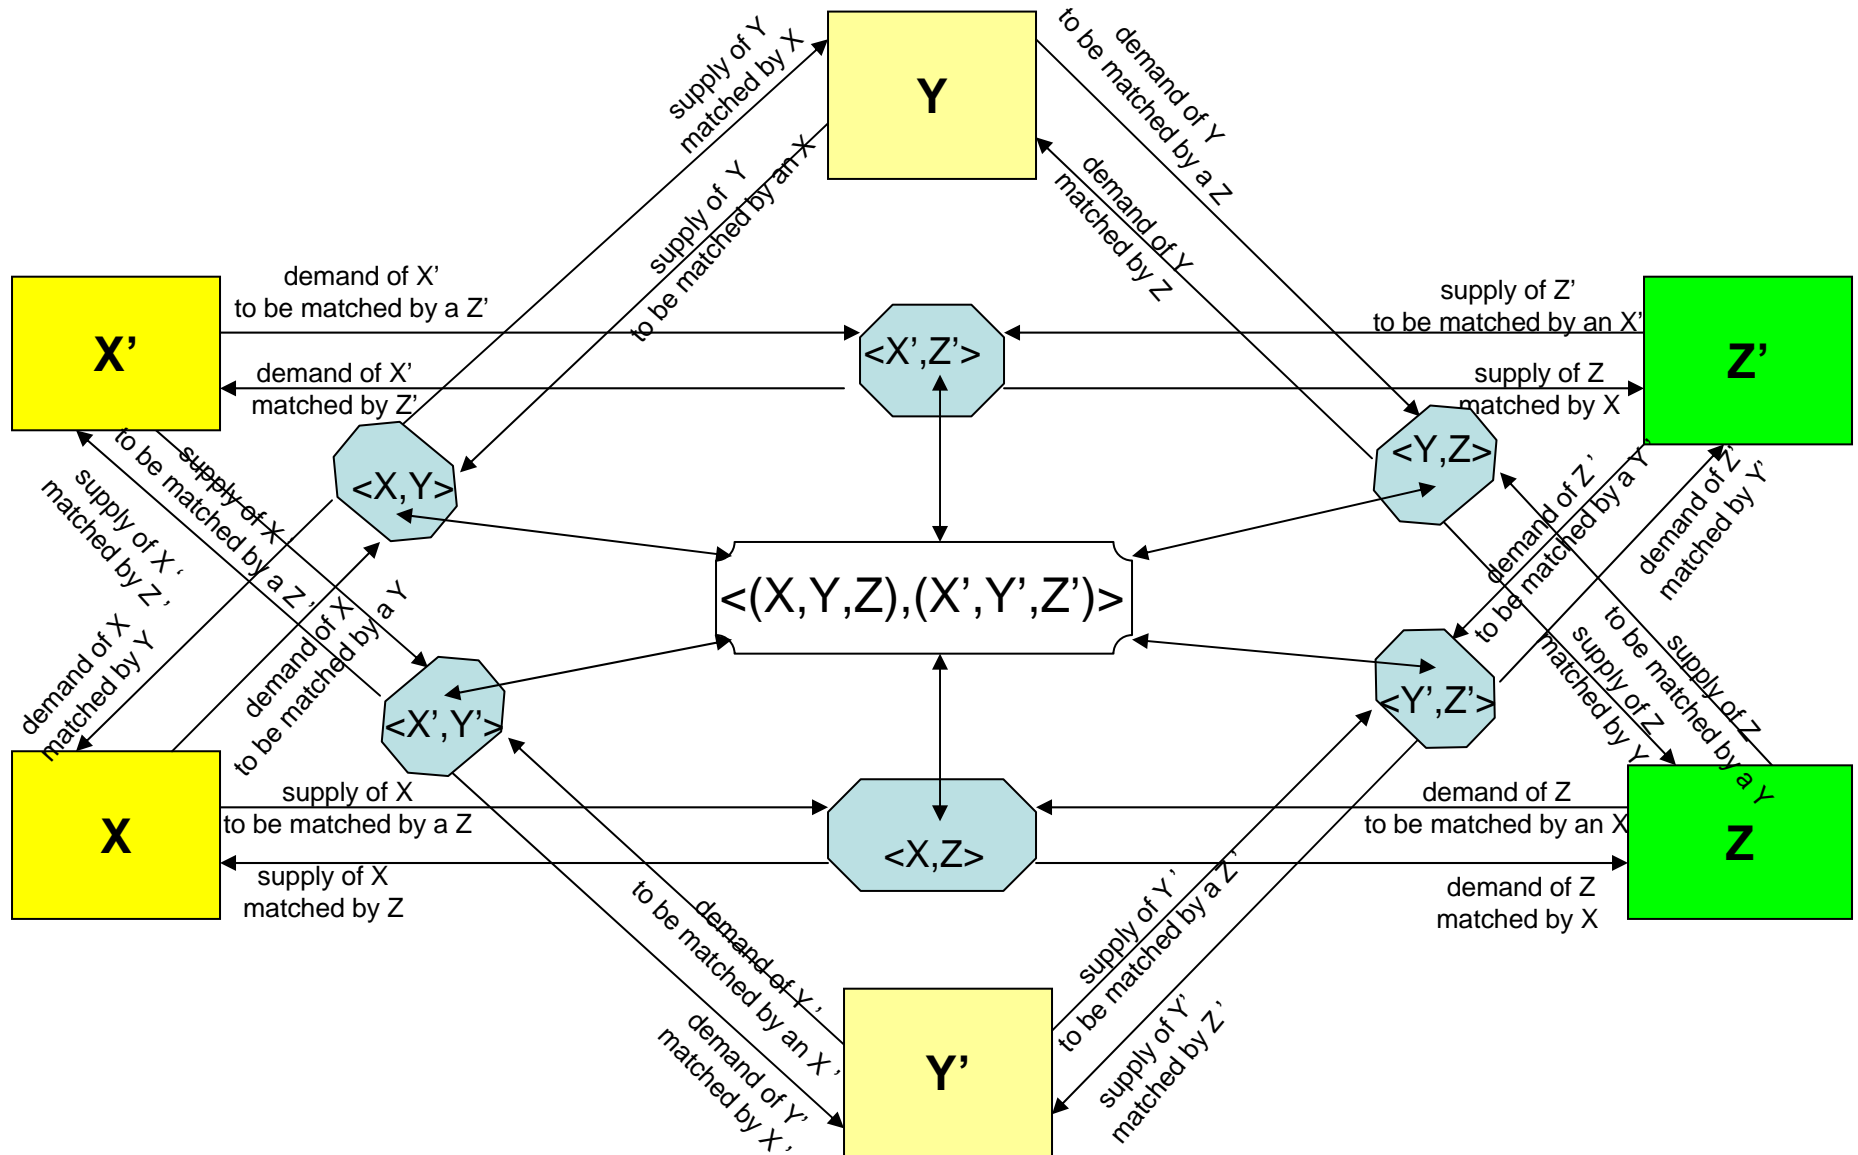 supply of Y
matched by X
Y
demand of Y
to be matched by a Z
supply of Y
to be matched by an X
demand of Y
matched by Z
X’
demand of X’
to be matched by a Z’
<X’,Z’>
supply of Z’
to be matched by an X’
Z’
demand of X’
matched by Z’
supply of Z
matched by X
<X,Y>
<Y,Z>
supply of X
to be matched by a Z ’
supply of X ‘
matched by Z ’
demand of Z ’
to be matched by a Y ’
demand of Z’
matched by Y’
<(X,Y,Z),(X’,Y’,Z’)>
demand of X
matched by Y
demand of X
to be matched by a Y
<X’,Y’>
<Y’,Z’>
supply of Z
matched by Y
supply of Z
to be matched by a Y
X
supply of X
to be matched by a Z
<X,Z>
demand of Z
to be matched by an X
Z
supply of X
matched by Z
demand of Z
matched by X
demand of Y ’
to be matched by an X ’
supply of Y ’
to be matched by a Z ’
demand of Y’
matched by X ’
Y’
supply of Y’
matched by Z ’